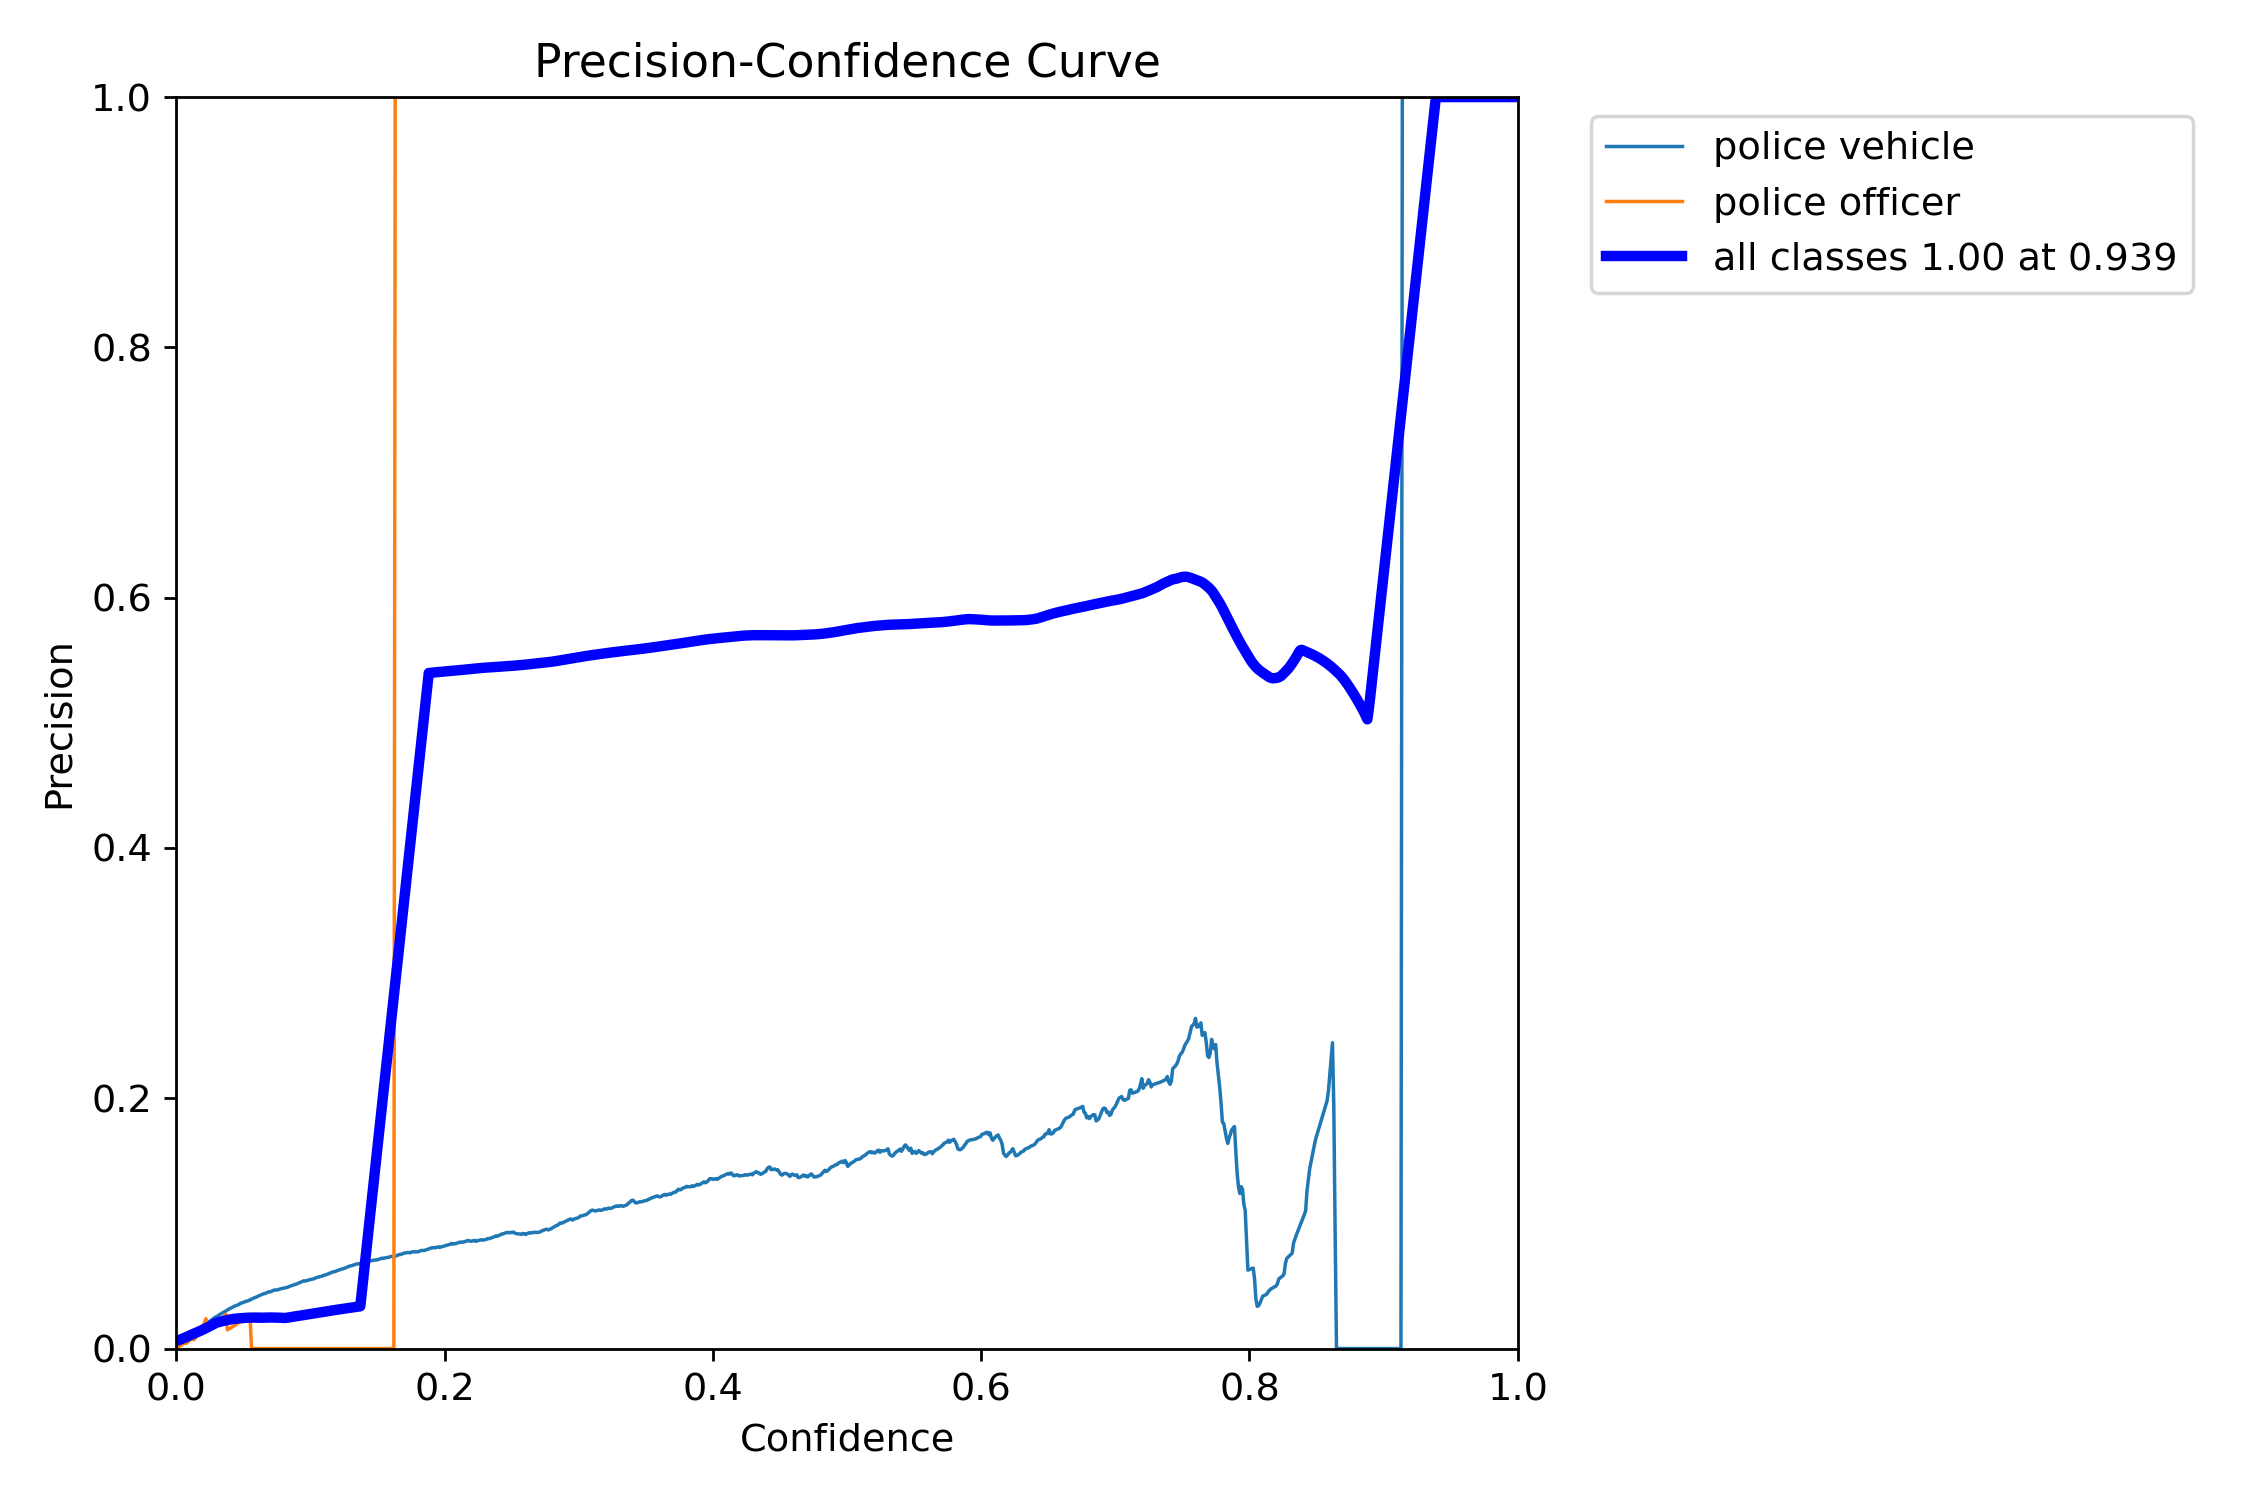 Precision-Confidence Curve
1.0
0.8
0.6
0.4
0.2
0.0
Precision
0.0 0.2 0.4 0.6 0.8 1.0
Confidence
police vehicle
police officer
all classes 1.00 at 0.939